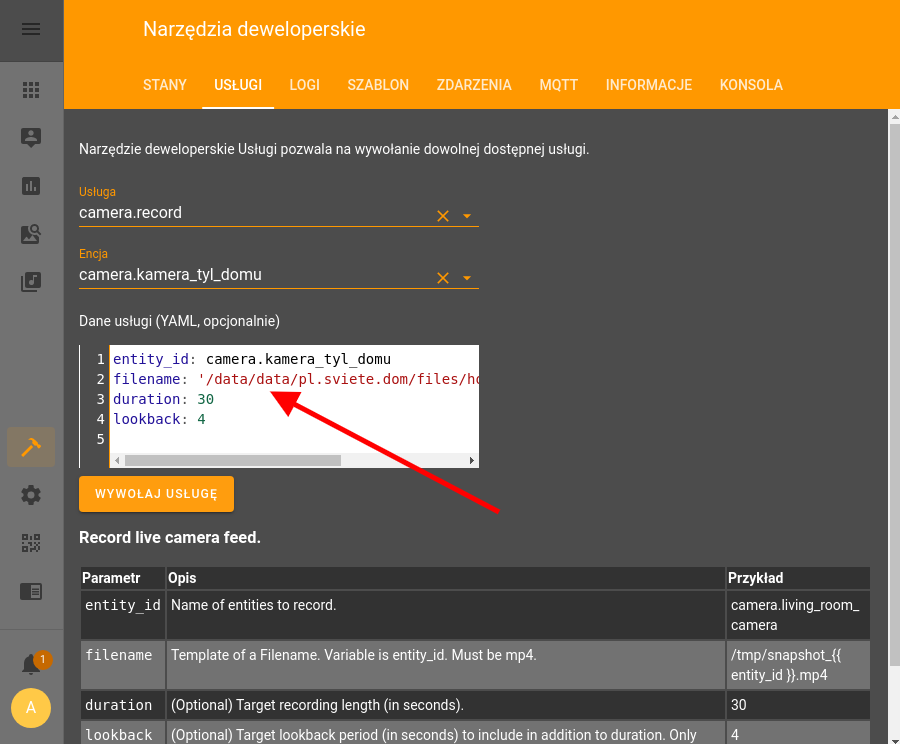 Narzędzia deweloperskie
STANY USŁUGI LOGI SZABLON ZDARZENIA MQTT INFORMACJE KONSOLA
Narzędzie deweloperskie Usługi pozwala na wywołanie dowolnej dostępnej usługi.
Usługa
camera.record
Encja
camera.kamera_tyl_domu
Dane usługi (YAML, opcjonalnie)
1 entity_id: camera.kamera_tyl_domu
2 filename: '/data/data/pl.sviete.dom/files/ho
3 duration: 30
4 lookback: 4
5
WYWOŁAJ USŁUGĘ
Record live camera feed.
Parametr Opis Przykład
entity_id Name of entities to record. camera.living_room_
camera
filename Template of a Filename. Variable is entity_id. Must be mp4. /tmp/snapshot_{{
entity_id }}.mp4
duration (Optional) Target recording length (in seconds). 30
lookback (Optional) Target lookback period (in seconds) to include in addition to duration. Only 4
1
A